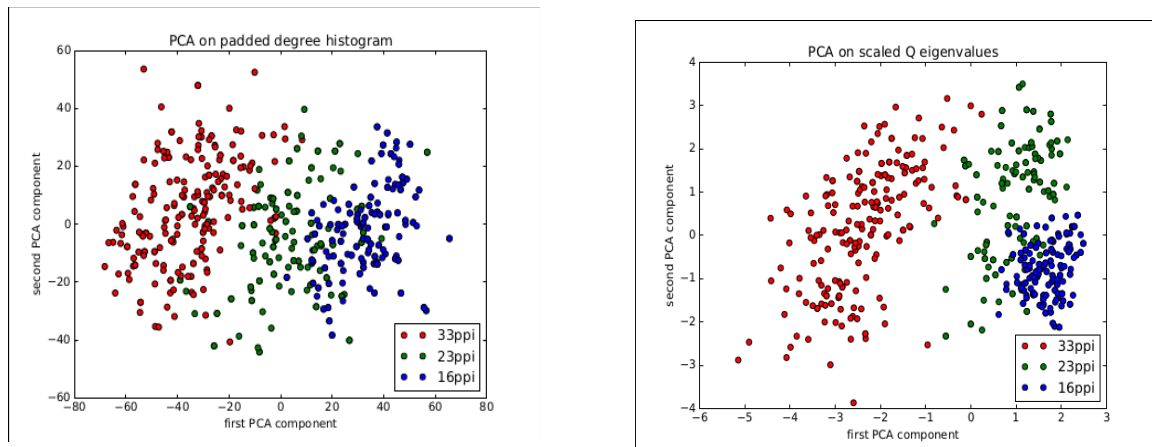 PCA on padded degree histogram
60
40
20
0
−20
−40
−60
second PCA component
−80 −60 −40 −20 0 20 40 60 80
first PCA component
33ppi
23ppi
16ppi
PCA on scaled Q eigenvalues
4
3
2
1
0
−1
−2
−3
−4
second PCA component
−6 −5 −4 −3 −2 −1 0 1 2 3
first PCA component
33ppi
23ppi
16ppi